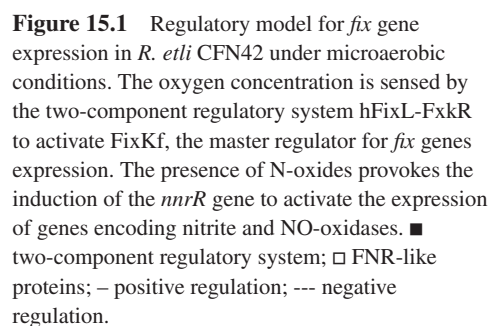 Figure 15.1 Regulatory model for fix gene
expression in R. etli CFN42 under microaerobic
conditions. The oxygen concentration is sensed by
the two-component regulatory system hFixL-FxkR
to activate FixKf, the master regulator for fix genes
expression. The presence of N-oxides provokes the
induction of the nnrR gene to activate the expression
of genes encoding nitrite and NO-oxidases. ■
two-component regulatory system; □ FNR-like
proteins; – positive regulation; --- negative
regulation.